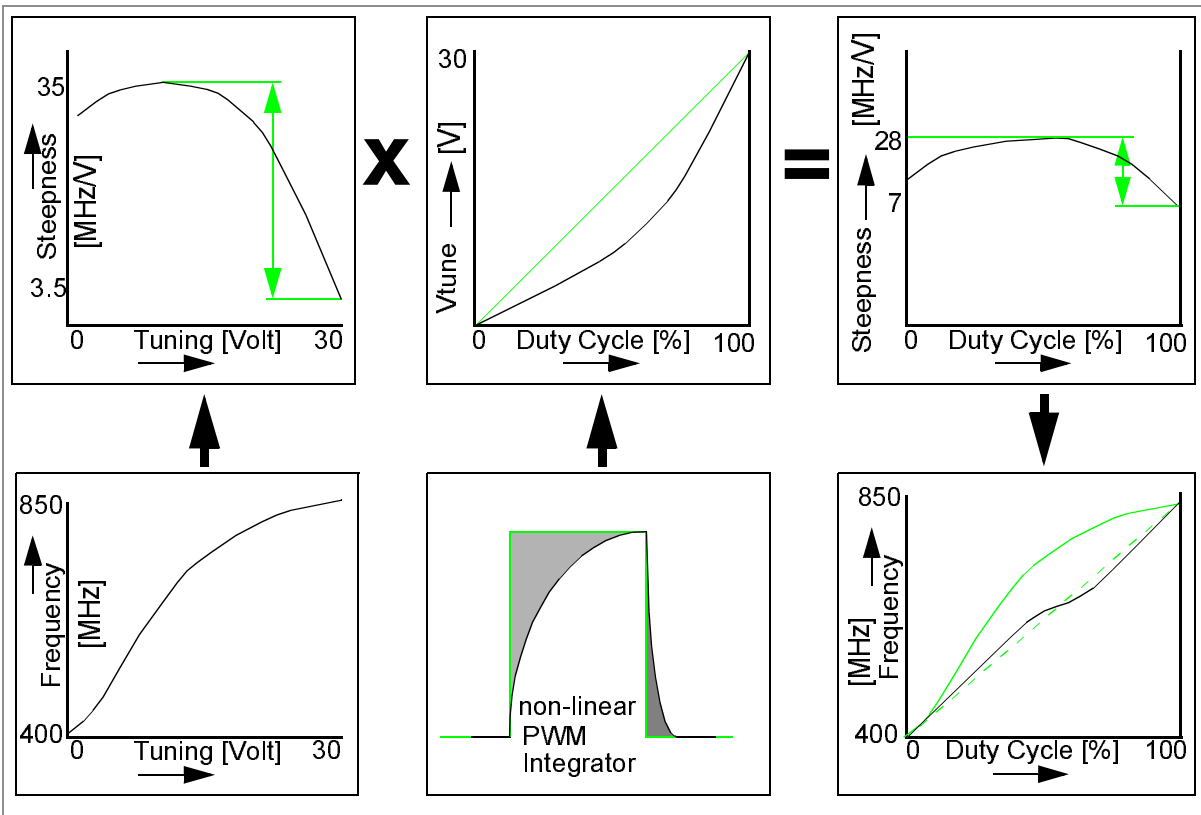 35
Steepness
[MHz/V]
3.5
0
Tuning [Volt]
30
X
30
Vtune
[V]
0
Duty Cycle [%]
100
=
[MHz/V]
28
7
Steepness
0
Duty Cycle [%]
100
850
Frequency
[MHz]
400
0
Tuning [Volt]
30
non-linear
PWM
Integrator
850
[MHz]
Frequency
400
0
Duty Cycle [%]
100